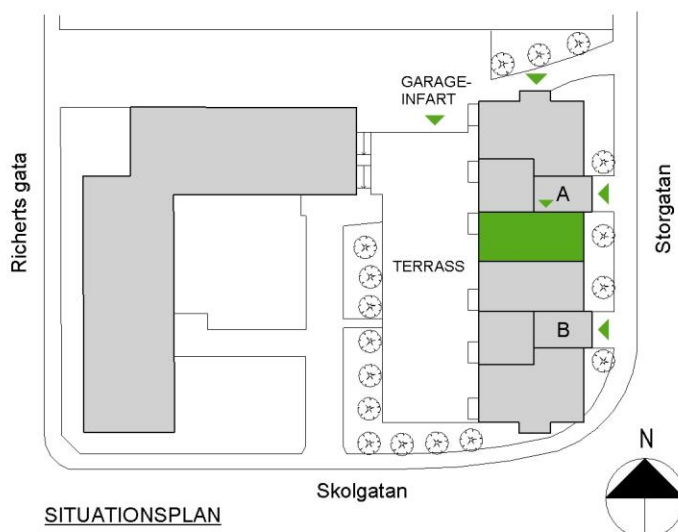 GARAGE-
INFART
A
Richerts gata
Storgatan
TERRASS
B
N
Skolgatan
SITUATIONSPLAN